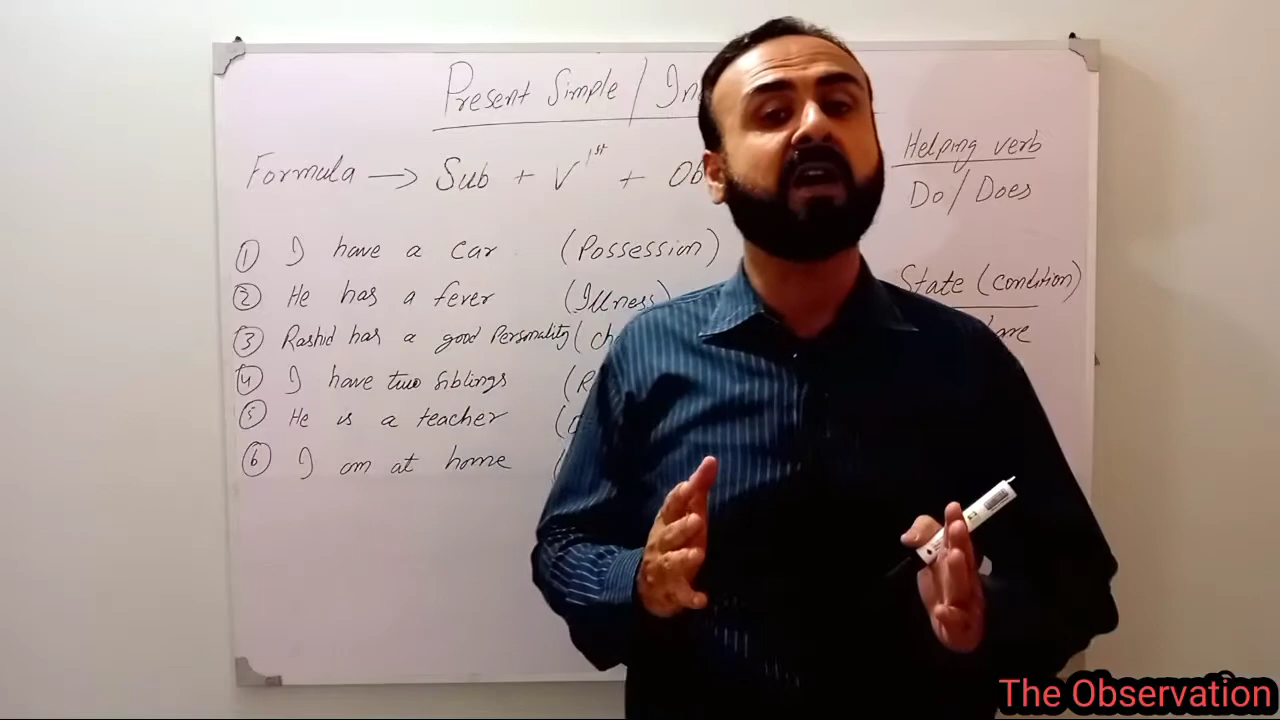 Present Simple / In
Formula → Sub + V 1st + Ob
Helping verb
Do / Does
① I have a car (Possession)
② He has a fever (Illness)
③ Rashid has a good Personality (ch
④ I have two siblings (R
⑤ He is a teacher
⑥ I am at home (
State (condition)
The Observation